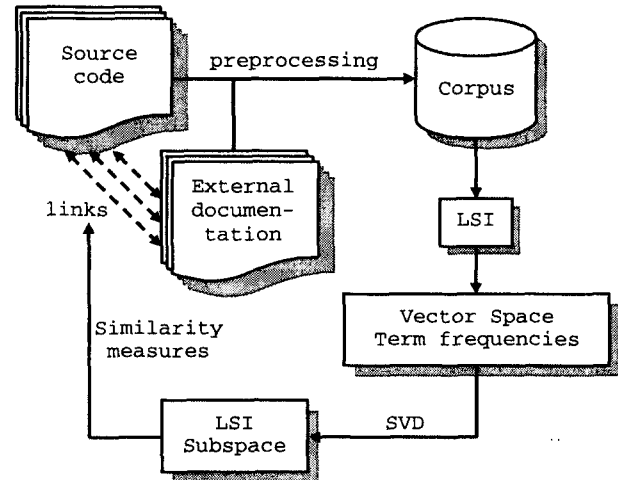 Source
code
preprocessing
Corpus
External
documen-
tation
links
LSI
Vector Space
Term frequencies
Similarity
measures
LSI
Subspace
SVD